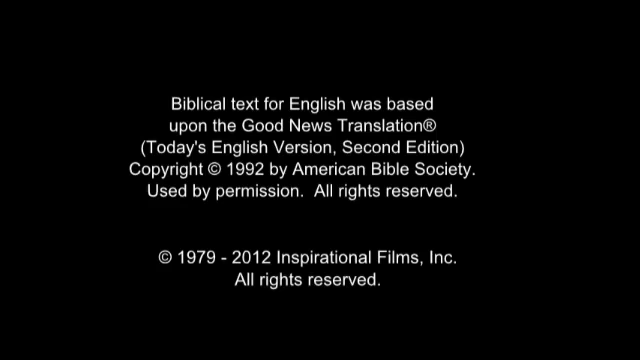 Biblical text for English was based
upon the Good News Translation®
(Today's English Version, Second Edition)
Copyright © 1992 by American Bible Society.
Used by permission.  All rights reserved.
© 1979 - 2012 Inspirational Films, Inc.
All rights reserved.